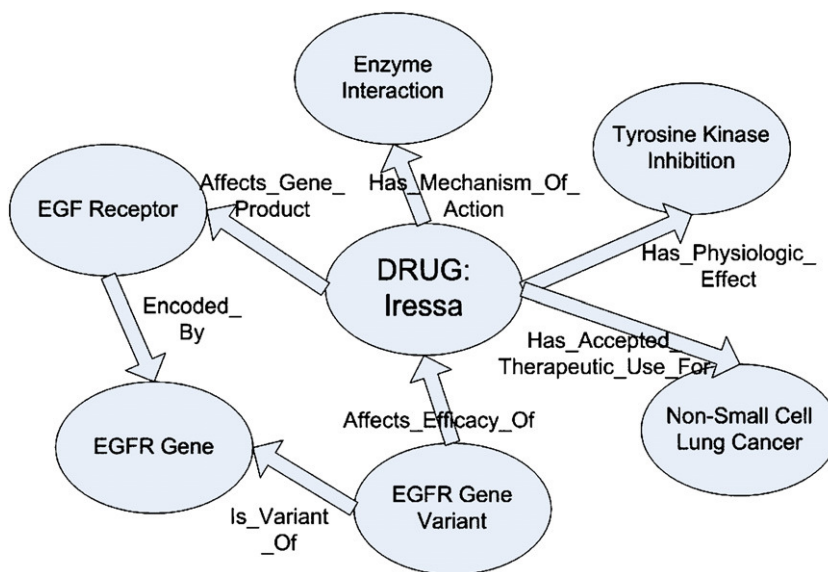 Enzyme
Interaction
Tyrosine Kinase
Inhibition
EGF Receptor
Affects_Gene_
Product
Has_Mechanism_Of_
Action
DRUG:
Iressa
Has_Physiologic_
Effect
Encoded_
By
Has_Accepted_
Therapeutic_Use_For
Affects_Efficacy_Of
Non-Small Cell
Lung Cancer
EGFR Gene
EGFR Gene
Variant
Is_Variant
_Of